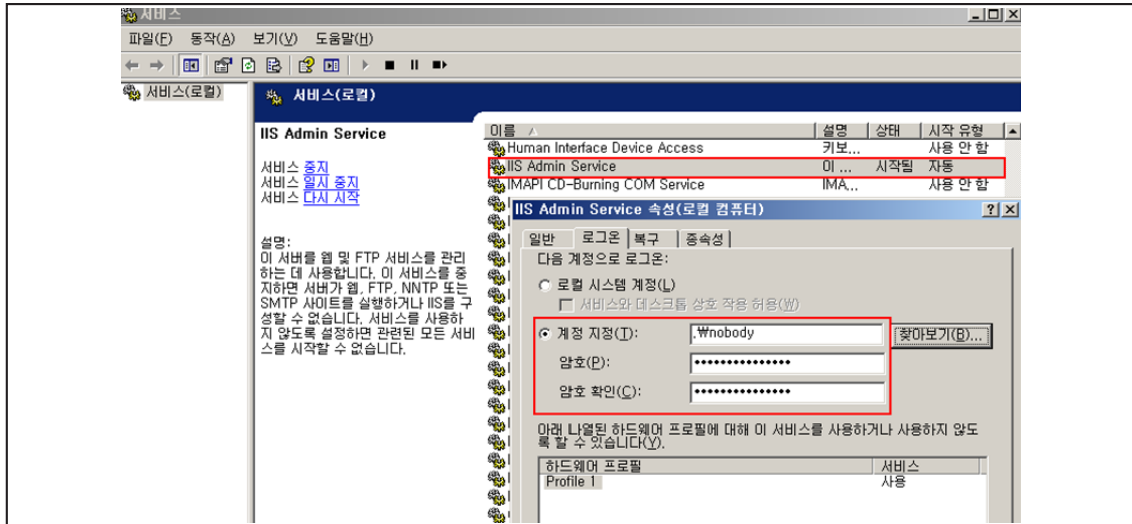 서비스
파일(F) 동작(A) 보기(V) 도움말(H)
서비스(로컬)
서비스(로컬)
IIS Admin Service
서비스 중지
서비스 일시 중지
서비스 다시 시작
설명:
이 서버를 웹 및 FTP 서비스를 관리
하는 데 사용합니다. 이 서비스를 중
지하면 서버가 웹, FTP, NNTP 또는
SMTP 사이트를 실행하거나 IIS를 구
성할 수 없습니다. 서비스를 사용하
지 않도록 설정하면 관련된 모든 서비
스를 시작할 수 없습니다.
이름 설명 상태 시작 유형
Human Interface Device Access 키보... 사용 안 함
IIS Admin Service 이 ... 시작됨 자동
IMAPI CD-Burning COM Service IMA... 사용 안 함
IIS Admin Service 속성(로컬 컴퓨터)
일반 로그온 복구 종속성
다음 계정으로 로그온:
로컬 시스템 계정(L)
서비스와 데스크톱 상호 작용 허용(W)
계정 지정(T): .₩nobody 찾아보기(B)...
암호(P): •••••••••••••••
암호 확인(C): •••••••••••••••
아래 나열된 하드웨어 프로필에 대해 이 서비스를 사용하거나 사용하지 않도
록 할 수 있습니다(Y).
하드웨어 프로필 서비스
Profile 1 사용